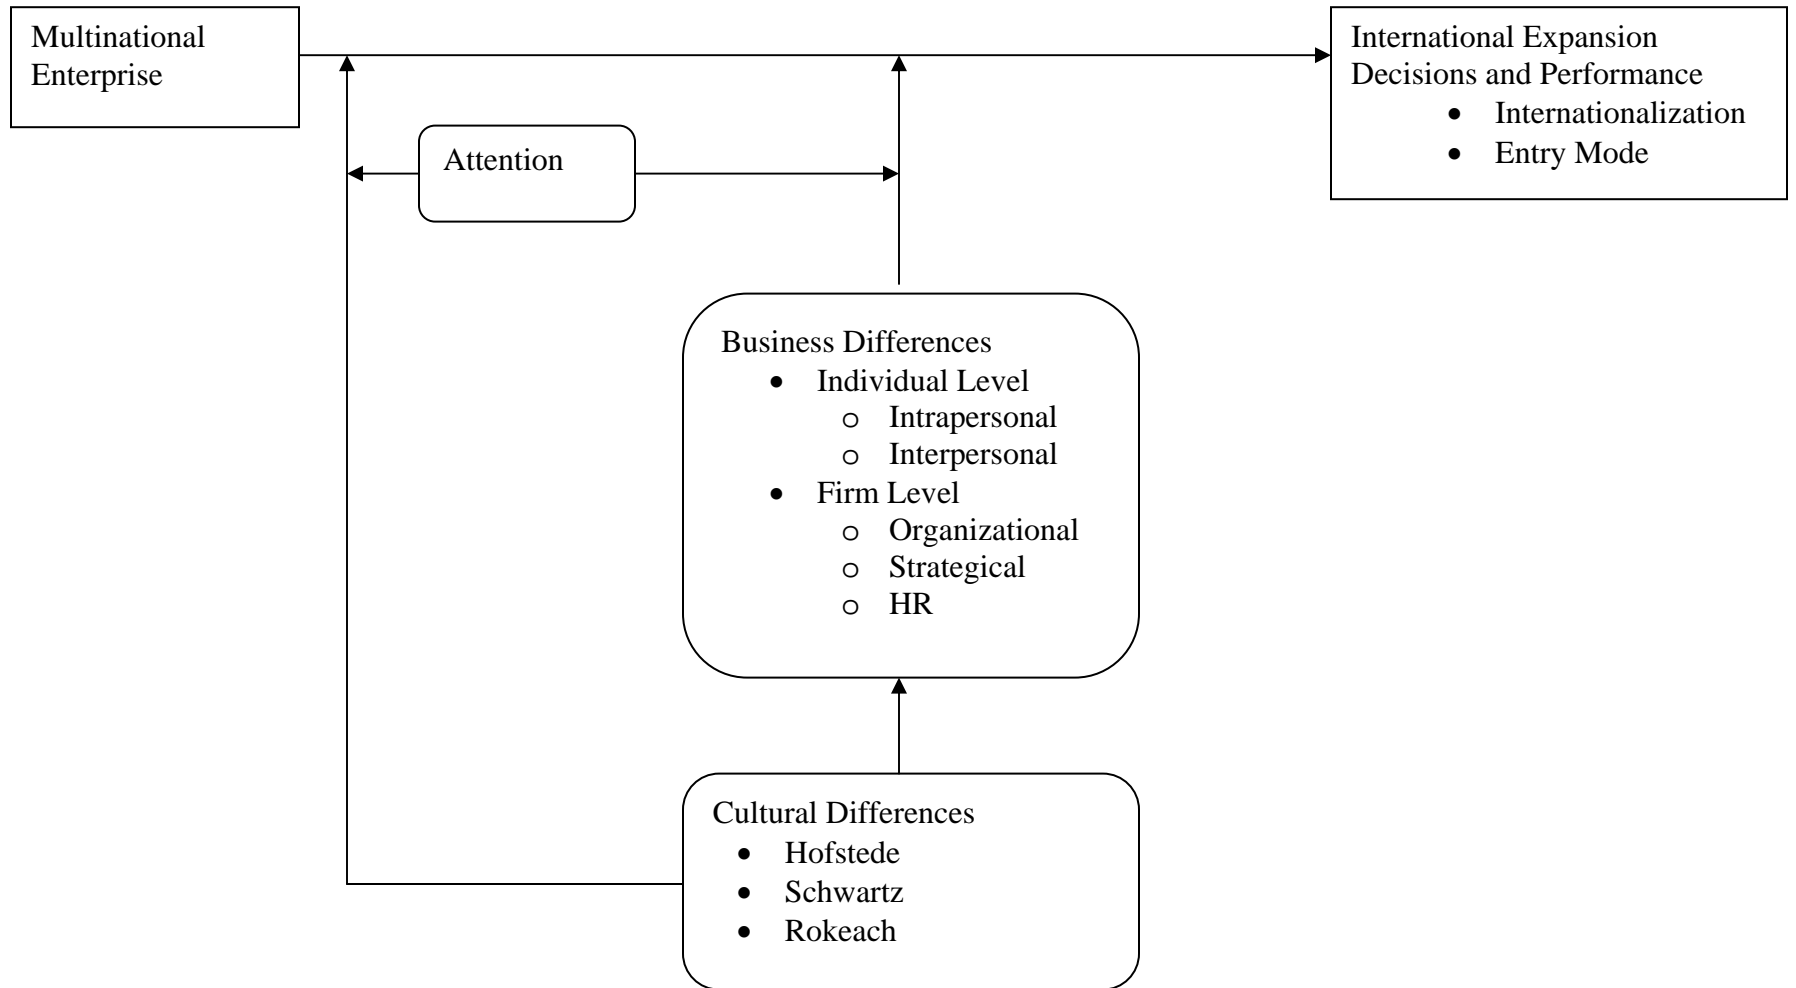 Multinational
Enterprise
International Expansion
Decisions and Performance
• Internationalization
• Entry Mode
Attention
Business Differences
• Individual Level
o Intrapersonal
o Interpersonal
• Firm Level
o Organizational
o Strategical
o HR
Cultural Differences
• Hofstede
• Schwartz
• Rokeach